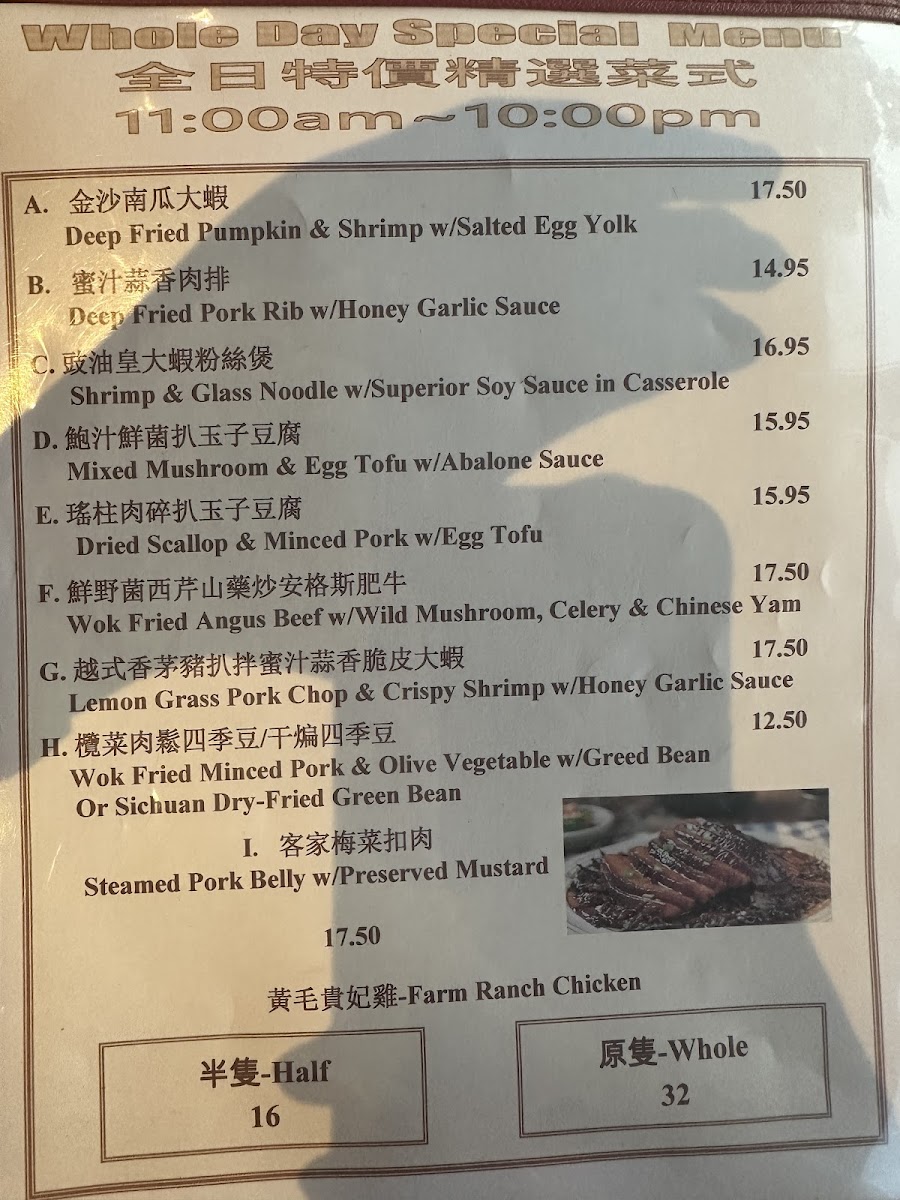 Whole Day Special Menu
全日特價精選菜式
11:00am~10:00pm
A. 金沙南瓜大蝦 17.50
Deep Fried Pumpkin & Shrimp w/Salted Egg Yolk
B. 蜜汁蒜香肉排 14.95
Deep Fried Pork Rib w/Honey Garlic Sauce
C. 豉油皇大蝦粉絲煲 16.95
Shrimp & Glass Noodle w/Superior Soy Sauce in Casserole
D. 鮑汁鮮菌扒玉子豆腐 15.95
Mixed Mushroom & Egg Tofu w/Abalone Sauce
E. 瑤柱肉碎扒玉子豆腐 15.95
Dried Scallop & Minced Pork w/Egg Tofu
F. 鮮野菌西芹山藥炒安格斯肥牛 17.50
Wok Fried Angus Beef w/Wild Mushroom, Celery & Chinese Yam
G. 越式香茅豬扒拌蜜汁蒜香脆皮大蝦 17.50
Lemon Grass Pork Chop & Crispy Shrimp w/Honey Garlic Sauce
H. 欖菜肉鬆四季豆/干煸四季豆 12.50
Wok Fried Minced Pork & Olive Vegetable w/Greed Bean
Or Sichuan Dry-Fried Green Bean
I. 客家梅菜扣肉
Steamed Pork Belly w/Preserved Mustard
17.50
黃毛貴妃雞-Farm Ranch Chicken
半隻-Half
16
原隻-Whole
32